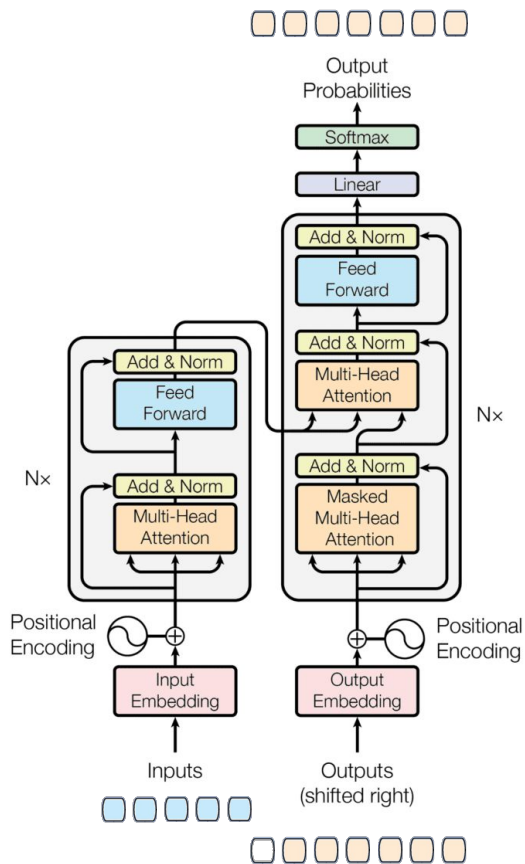 Output
Probabilities
Softmax
Linear
Add & Norm
Feed
Forward
Add & Norm
Multi-Head
Attention
Add & Norm
Masked
Multi-Head
Attention
N×
Add & Norm
Feed
Forward
Add & Norm
Multi-Head
Attention
N×
Positional
Encoding
Positional
Encoding
Input
Embedding
Output
Embedding
Inputs
Outputs
(shifted right)